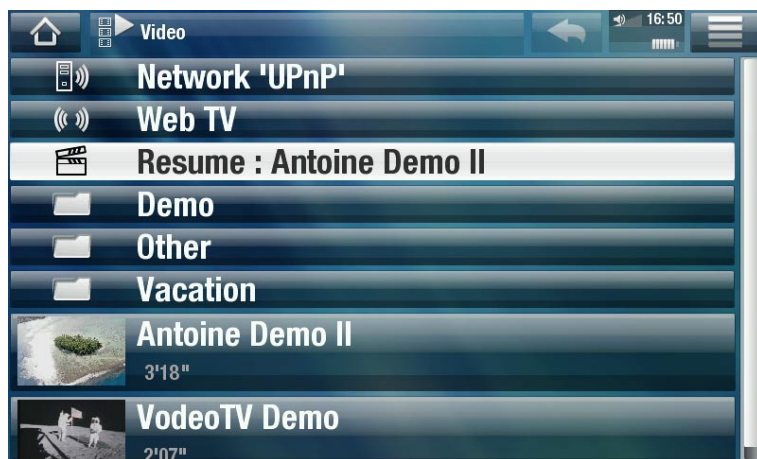 Video
16:50
Network 'UPnP'
Web TV
Resume : Antoine Demo II
Demo
Other
Vacation
Antoine Demo II
3'18"
VodeoTV Demo
2'07"